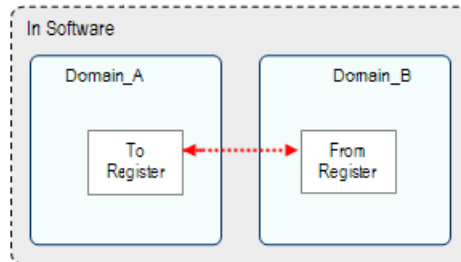 In Software
Domain_A
Domain_B
To
Register
From
Register